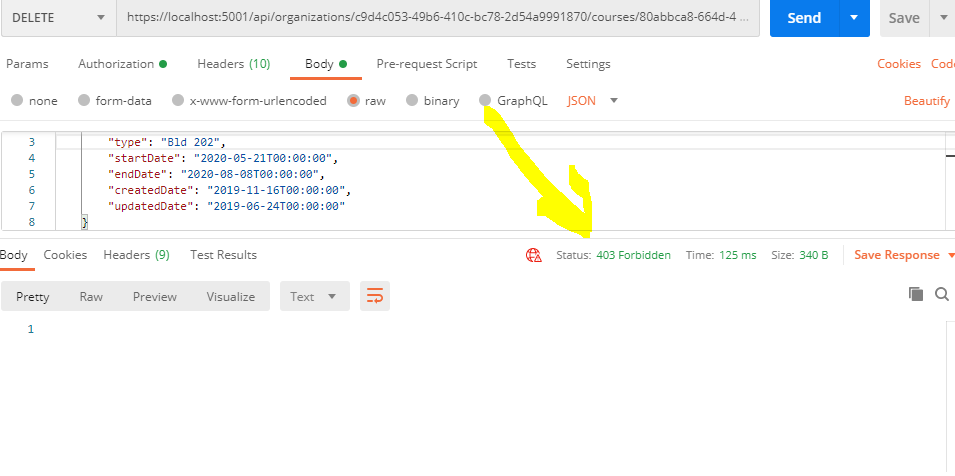 DELETE https://localhost:5001/api/organizations/c9d4c053-49b6-410c-bc78-2d54a9991870/courses/80abbca8-664d-4 ... Send Save
Params Authorization Headers (10) Body Pre-request Script Tests Settings Cookies Cod
none form-data x-www-form-urlencoded raw binary GraphQL JSON Beautify
3 "type": "Bld 202",
4 "startDate": "2020-05-21T00:00:00",
5 "endDate": "2020-08-08T00:00:00",
6 "createdDate": "2019-11-16T00:00:00",
7 "updatedDate": "2019-06-24T00:00:00"
8 }
Body Cookies Headers (9) Test Results Status: 403 Forbidden Time: 125 ms Size: 340 B Save Response
Pretty Raw Preview Visualize Text
1